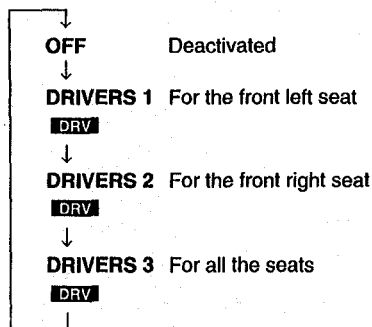 OFF Deactivated
DRIVERS 1 For the front left seat
DRV
DRIVERS 2 For the front right seat
DRV
DRIVERS 3 For all the seats
DRV